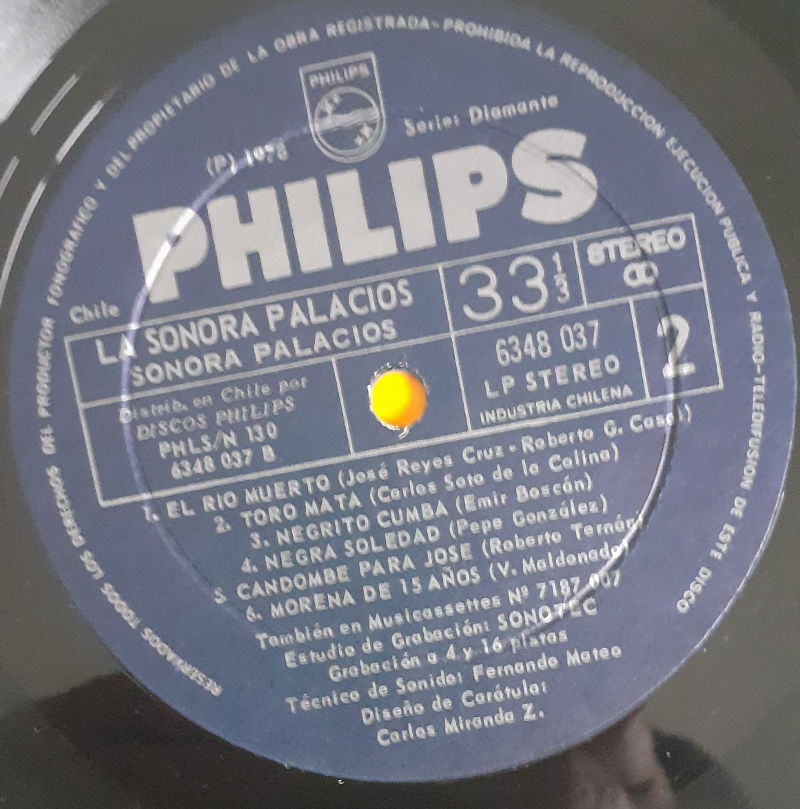 RESERVADOS TODOS LOS DERECHOS DEL PRODUCTOR FONOGRAFICO Y DEL PROPIETARIO DE LA OBRA REGISTRADA-PROHIBIDA LA REPRODUCCION EJECUCION PUBLICA Y RADIO-TELEDIFUSION DE ESTE DISCO
PHILIPS
(P) 1978
Serie: Diamante
PHILIPS
Chile
LA SONORA PALACIOS
SONORA PALACIOS
33 1/3
STEREO
Distrib. en Chile por
DISCOS PHILIPS
PHLS/N 130
6348 037 B
6348 037
LP STEREO
INDUSTRIA CHILENA
2
1. EL RIO MUERTO (José Reyes Cruz - Roberto G.
2. TORO MATA (Carlos Soto de la Colina)
3. NEGRITO CUMBA (Emir Boscán)
4. NEGRA SOLEDAD (Pepe González)
5 CANDOMBE PARA JOSE (Roberto Ternán)
6. MORENA DE 15 AÑOS (V. Maldonado)
También en Musicassettes Nº 7187 007
Estudio de Grabación: SONOTEC
Grabación a 4 y 16 pistas
Técnico de Sonido: Fernando Mateo
Diseño de Carátula:
Carlos Miranda Z.